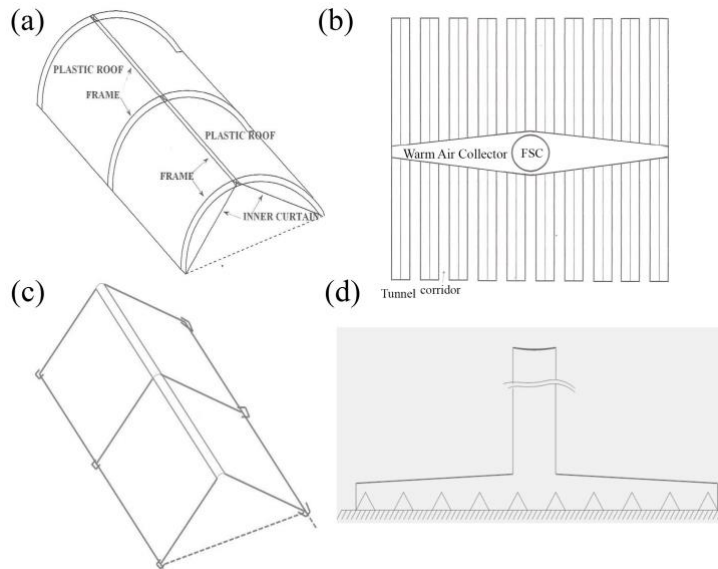 (a)
PLASTIC ROOF
FRAME
PLASTIC ROOF
FRAME
INNER CURTAIN
(b)
Warm Air Collector
FSC
Tunnel corridor
(c)
(d)